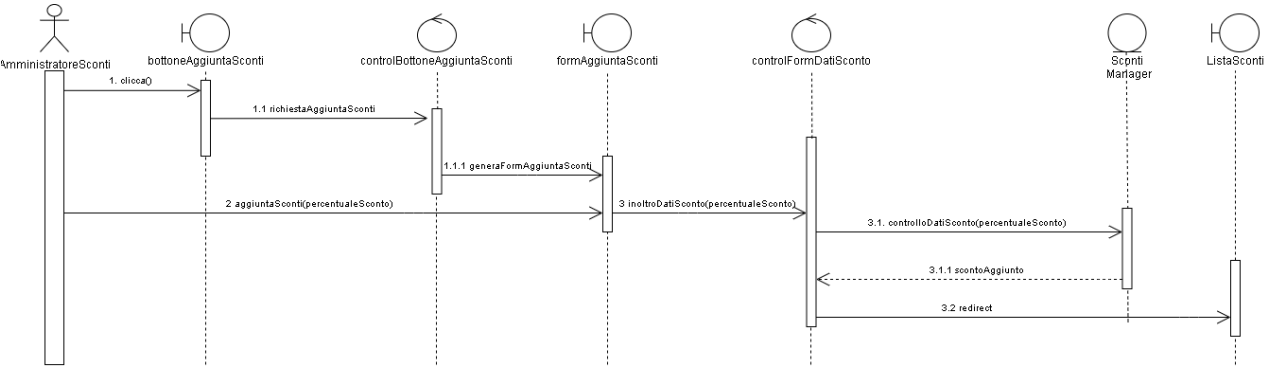 AmministratoreSconti
bottoneAggiuntaSconti
controlBottoneAggiuntaSconti
formAggiuntaSconti
controlFormDatiSconto
Sconti
Manager
ListaSconti
1. clicca()
1.1 richiestaAggiuntaSconti
1.1.1 generaFormAggiuntaSconti
2 aggiuntaSconti(percentualeSconto)
3 inoltroDatiSconto(percentualeSconto)
3.1. controlloDatiSconto(percentualeSconto)
3.1.1 scontoAggiunto
3.2 redirect